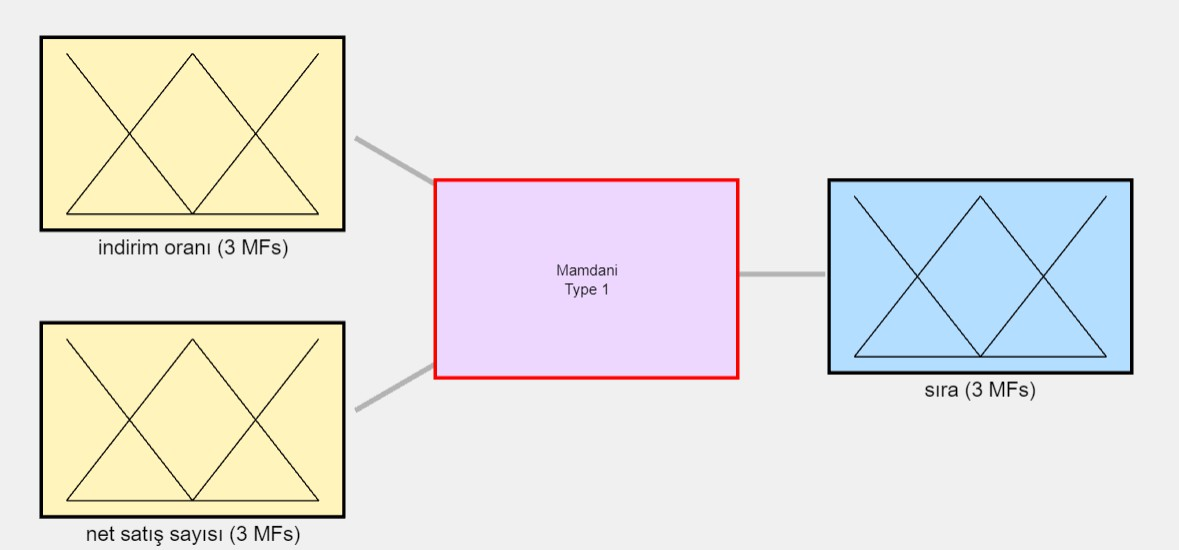 indirim oranı (3 MFs)
Mamdani
Type 1
sıra (3 MFs)
net satış sayısı (3 MFs)